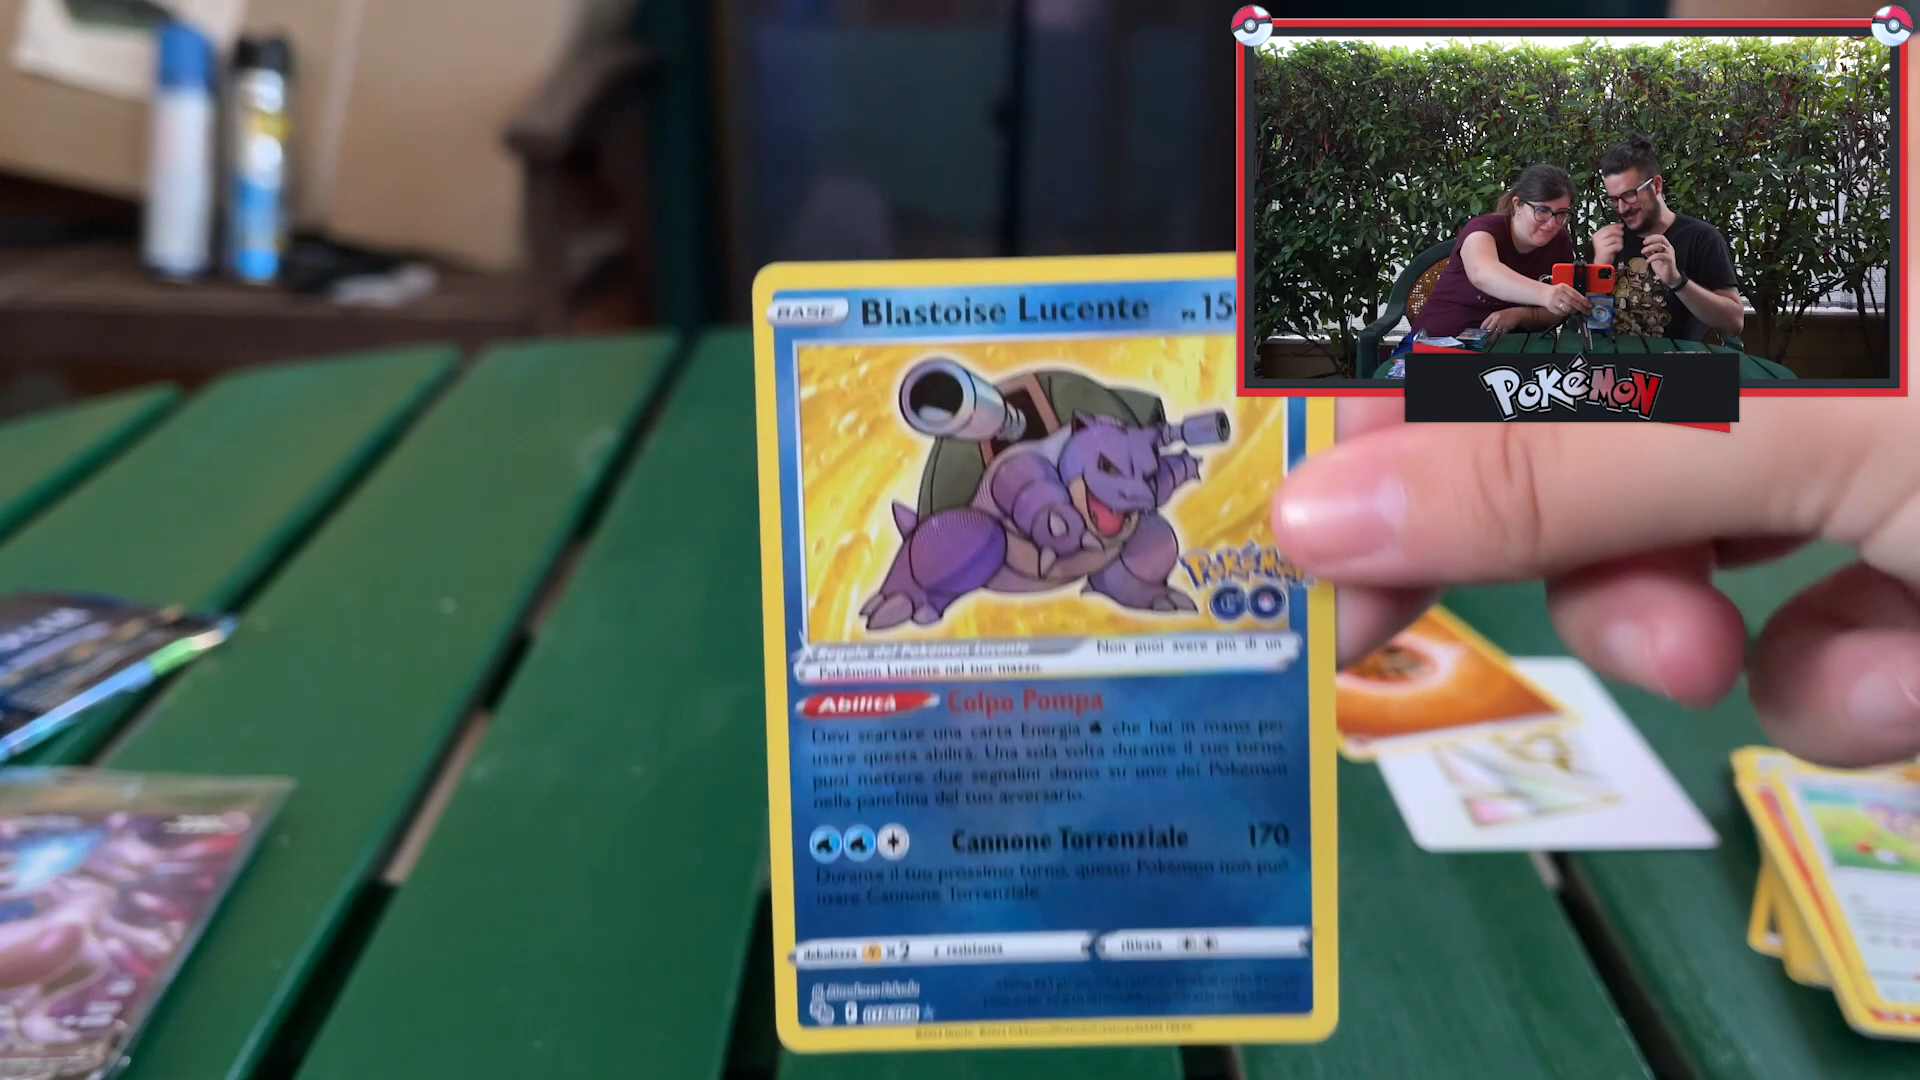 BASE Blastoise Lucente PS 15
POKÉMON
GO
Regole dei Pokémon Lucente Non puoi avere più di un
Pokémon Lucente nel tuo mazzo.
Abilità Colpo Pompa
Devi scartare una carta Energia che hai in mano per
usare questa abilità. Una sola volta durante il tuo turno,
puoi mettere due segnalini danno su uno dei Pokémon
nella panchina del tuo avversario.
Cannone Torrenziale 170
Durante il tuo prossimo turno, questo Pokémon non può
usare Cannone Torrenziale.
debolezza ×2 resistenza ritirata
POKÉMON